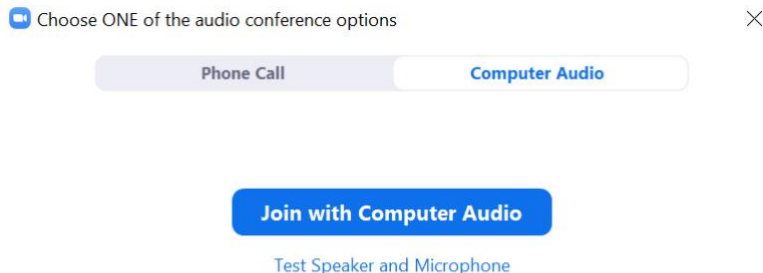 Choose ONE of the audio conference options
Phone Call Computer Audio
Join with Computer Audio
Test Speaker and Microphone